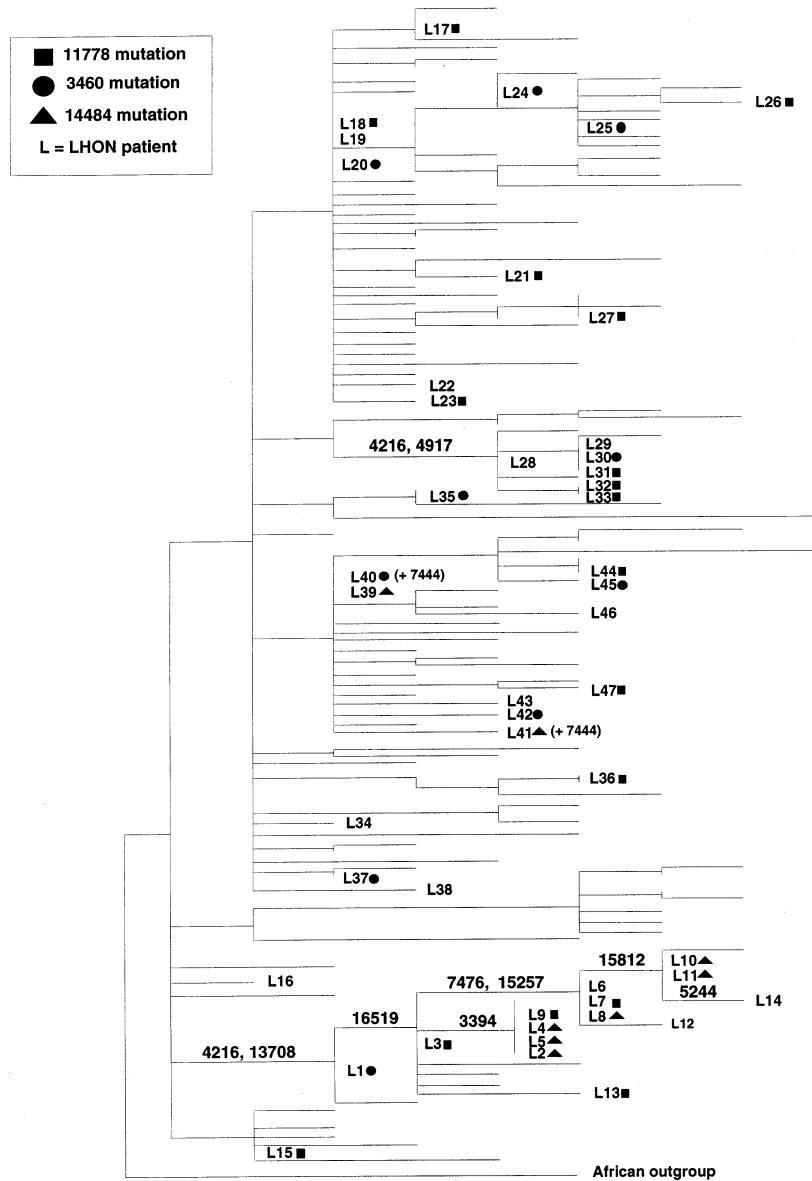 11778 mutation
3460 mutation
14484 mutation
L = LHON patient
L17
L24
L26
L18
L19
L25
L20
L21
L27
L22
L23
4216, 4917
L28
L29
L30
L31
L32
L33
L35
L40 (+ 7444)
L39
L44
L45
L46
L47
L43
L42
L41 (+ 7444)
L36
L34
L37
L38
L16
15812
L10
L11
5244
L14
7476, 15257
L6
L7
L8
L12
16519
3394
L9
L4
L5
L2
L3
4216, 13708
L1
L13
L15
African outgroup